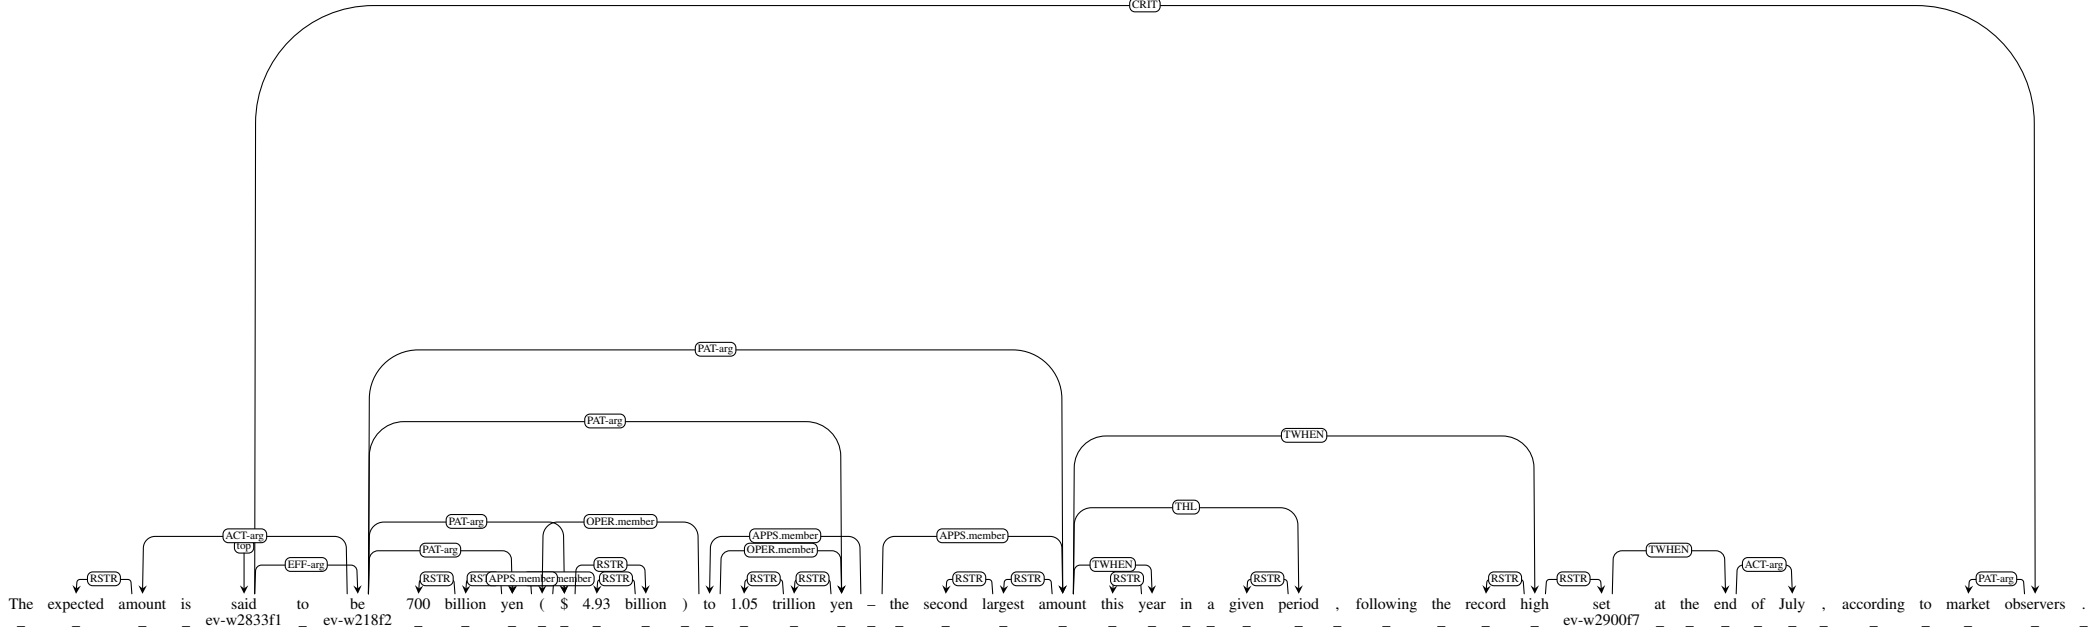 CRIT
PAT-arg
PAT-arg
TWHEN
THL
PAT-arg OPER.member
ACT-arg APPS.member APPS.member
top PAT-arg OPER.member TWHEN
EFF-arg RSTR TWHEN ACT-arg
RSTR RSTR APPS.member member RSTR RSTR RSTR RSTR RSTR RSTR RSTR RSTR RSTR PAT-arg
The expected amount is said to be 700 billion yen ( $ 4.93 billion ) to 1.05 trillion yen – the second largest amount this year in a given period , following the record high set at the end of July , according to market observers .
_ _ _ _ ev-w2833f1 _ ev-w218f2 _ _ _ _ _ _ _ _ _ _ _ _ _ _ _ _ _ _ _ _ _ _ _ _ _ _ _ _ _ ev-w2900f7 _ _ _ _ _ _ _ _ _ _ _